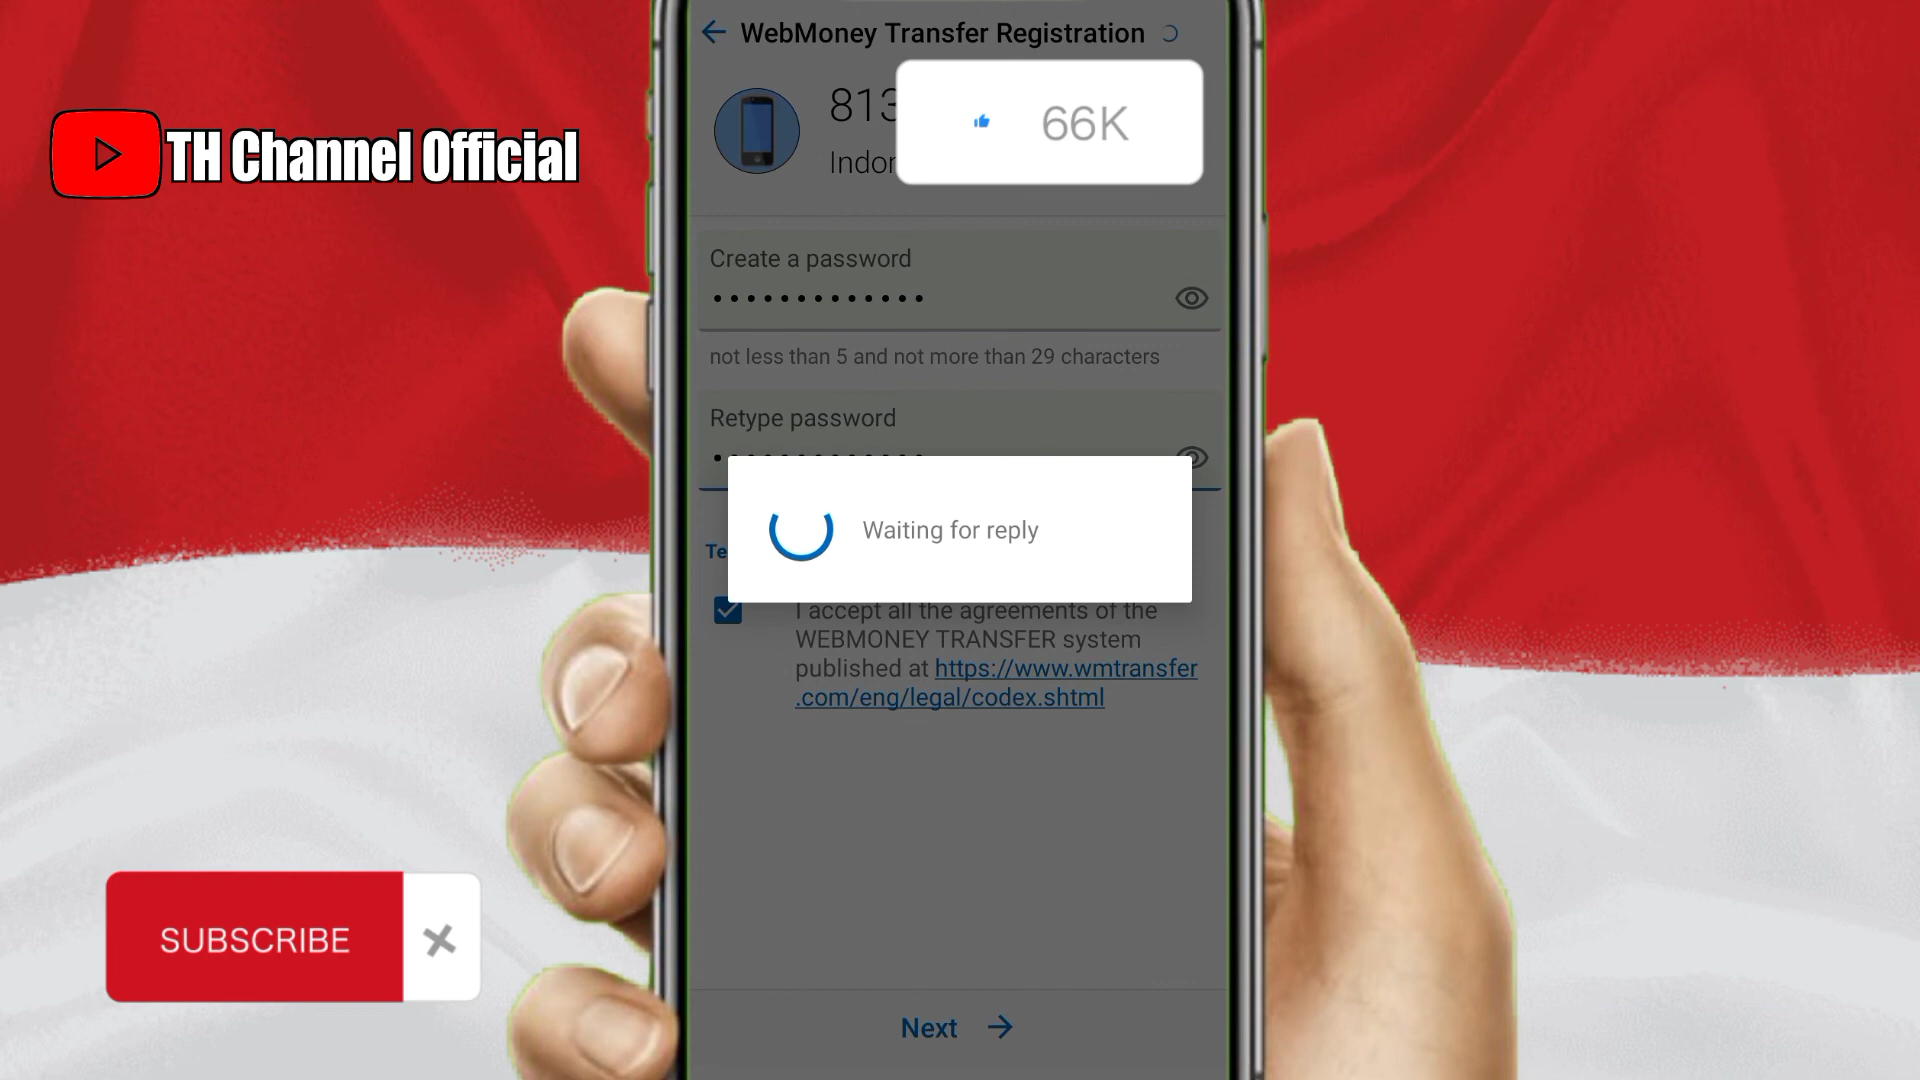 WebMoney Transfer Registration
813
66K
TH Channel Official
Create a password
not less than 5 and not more than 29 characters
Retype password
Waiting for reply
I accept all the agreements of the
WEBMONEY TRANSFER system
published at https://www.wmtransfer
.com/eng/legal/codex.shtml
SUBSCRIBE
Next